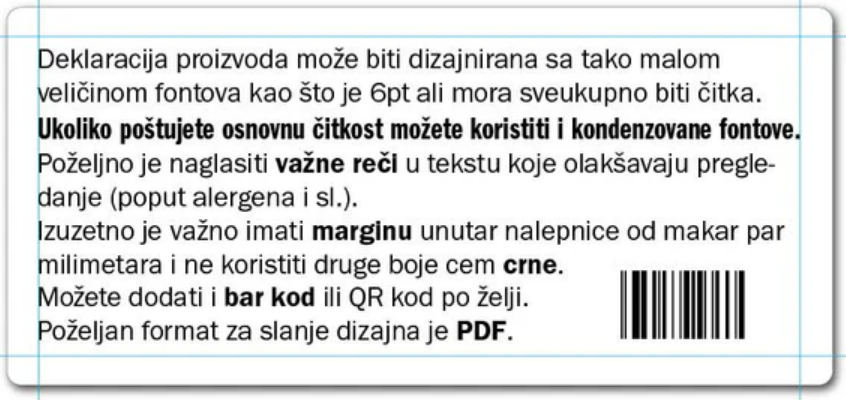 Deklaracija proizvoda može biti dizajnirana sa tako malom
veličinom fontova kao što je 6pt ali mora sveukupno biti čitka.
Ukoliko poštujete osnovnu čitkost možete koristiti i kondenzovane fontove.
Poželjno je naglasiti važne reči u tekstu koje olakšavaju pregle-
danje (poput alergena i sl.).
Izuzetno je važno imati marginu unutar nalepnice od makar par
milimetara i ne koristiti druge boje cem crne.
Možete dodati i bar kod ili QR kod po želji.
Poželjan format za slanje dizajna je PDF.